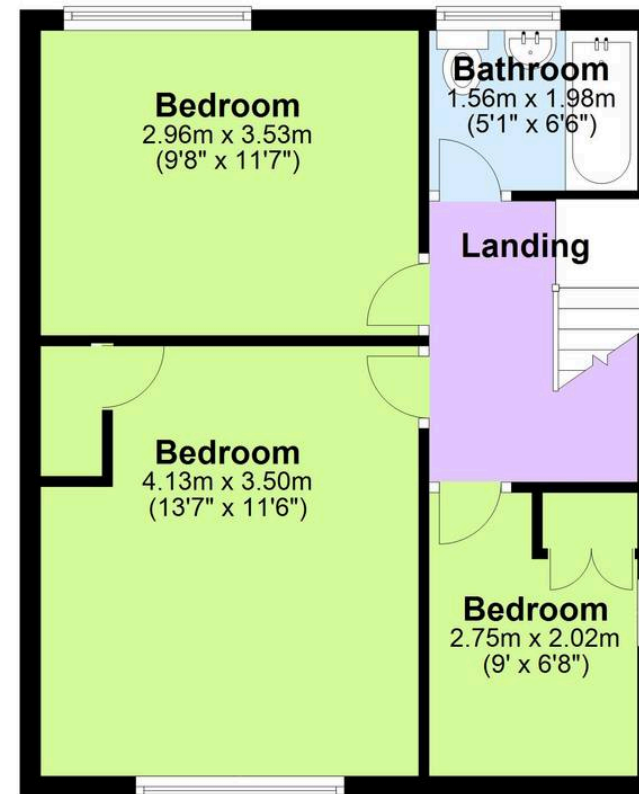 Bedroom
2.96m x 3.53m
(9'8" x 11'7")
Bathroom
1.56m x 1.98m
(5'1" x 6'6")
Landing
Bedroom
4.13m x 3.50m
(13'7" x 11'6")
Bedroom
2.75m x 2.02m
(9' x 6'8")